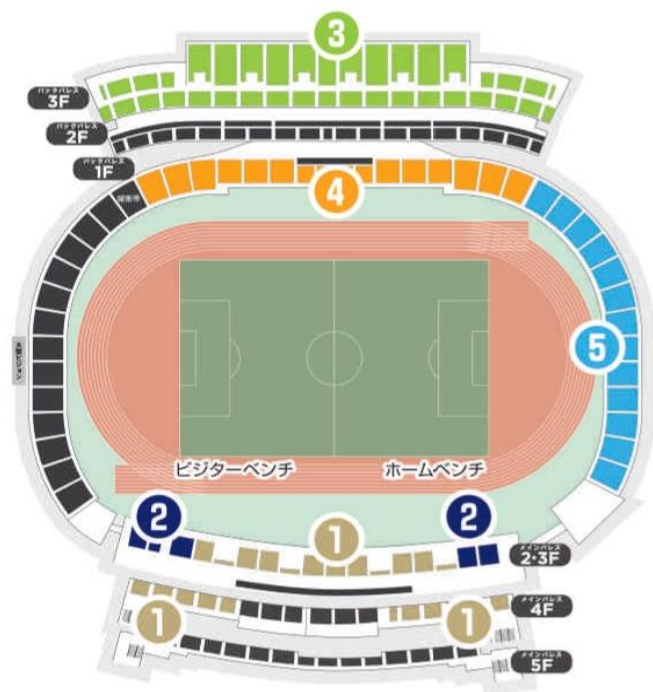 3
バックパレス
3F
バックパレス
2F
バックパレス
1F
4
5
ビジターベンチ
ホームベンチ
2
1
2
メインパレス
2・3F
1
1
メインパレス
4F
メインパレス
5F